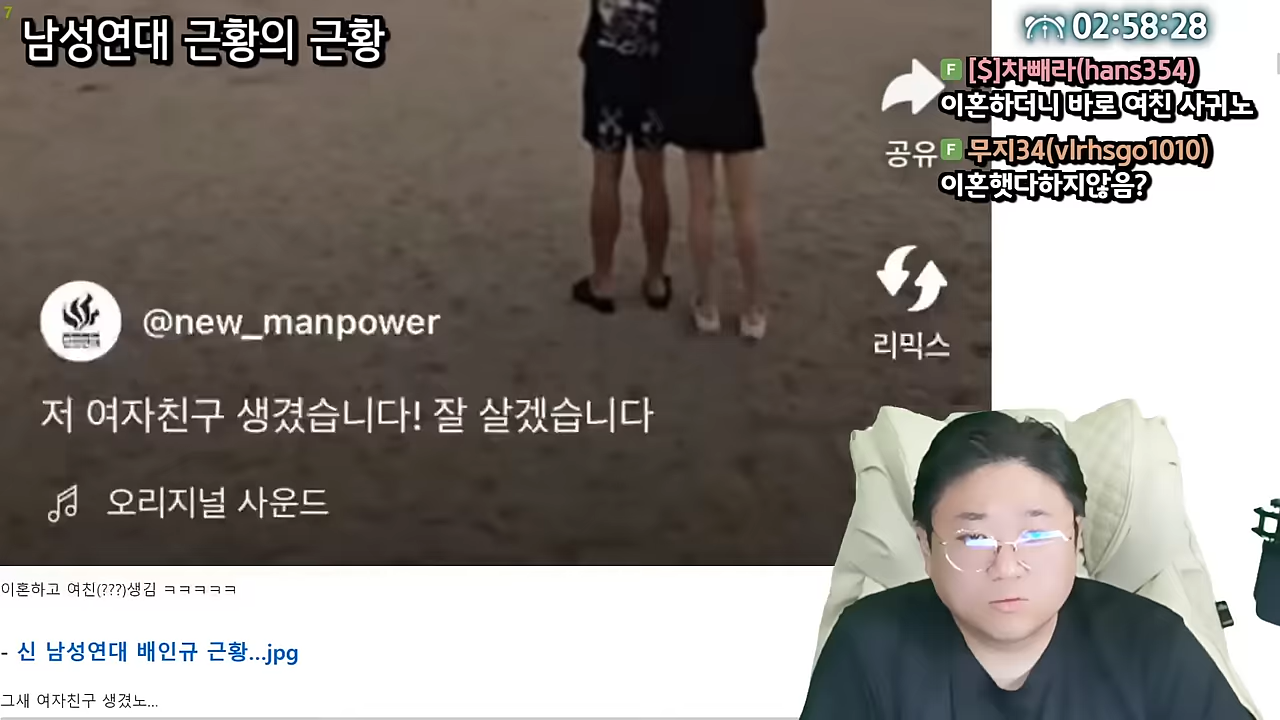 7
남성연대 근황의 근황
02:58:28
F [$]차빼라(hans354)
이혼하더니 바로 여친 사귀노
F 무지34(vlrhsgo1010)
이혼햇다하지않음?
공유
리믹스
@new_manpower
저 여자친구 생겼습니다! 잘 살겠습니다
오리지널 사운드
이혼하고 여친(???)생김 ㅋㅋㅋㅋㅋ
- 신 남성연대 배인규 근황...jpg
그새 여자친구 생겼노...